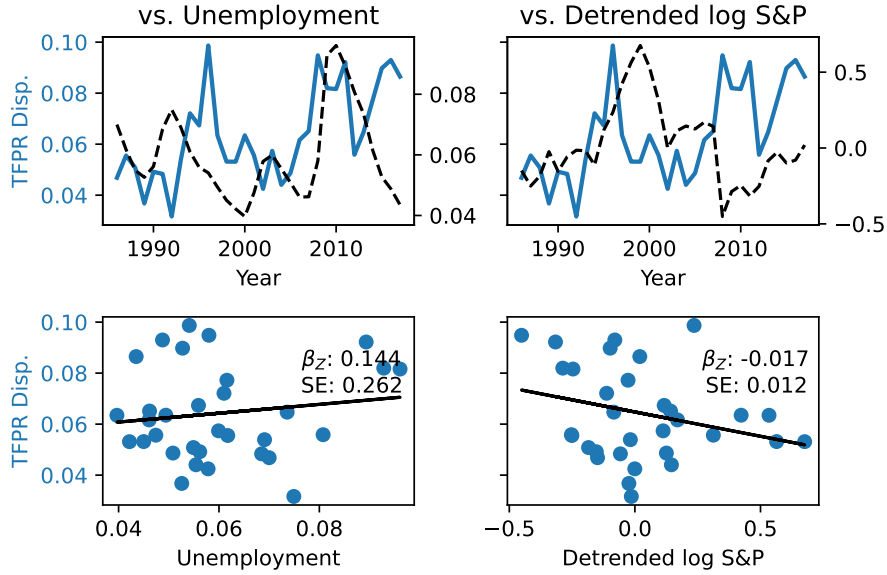 vs. Unemployment
vs. Detrended log S&P
TFPR Disp.
0.10
0.08
0.06
0.04
0.08
0.06
0.04
1990
2000
2010
Year
0.5
0.0
−0.5
1990
2000
2010
Year
TFPR Disp.
0.10
0.08
0.06
0.04
βZ: 0.144
SE: 0.262
0.04
0.06
0.08
Unemployment
βZ: -0.017
SE: 0.012
−0.5
0.0
0.5
Detrended log S&P